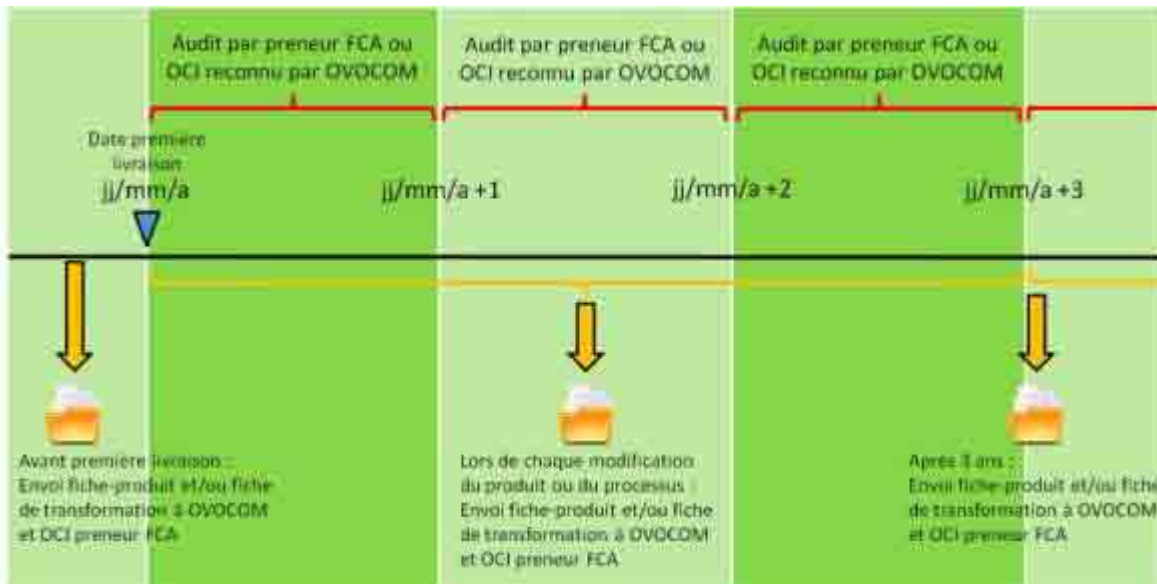 Audit par preneur FCA ou
OCI reconnu par OVOCOM
Audit par preneur FCA ou
OCI reconnu par OVOCOM
Audit par preneur FCA ou
OCI reconnu par OVOCOM
Date première
livraison
jj/mm/a
jj/mm/a +1
jj/mm/a +2
jj/mm/a +3
Avant première livraison :
Envoi fiche-produit et/ou fiche
de transformation à OVOCOM
et OCI preneur FCA
Lors de chaque modification
du produit ou du processus :
Envoi fiche-produit et/ou fiche
de transformation à OVOCOM
et OCI preneur FCA
Après 3 ans :
Envoi fiche-produit et/ou fiche
de transformation à OVOCOM
et OCI preneur FCA